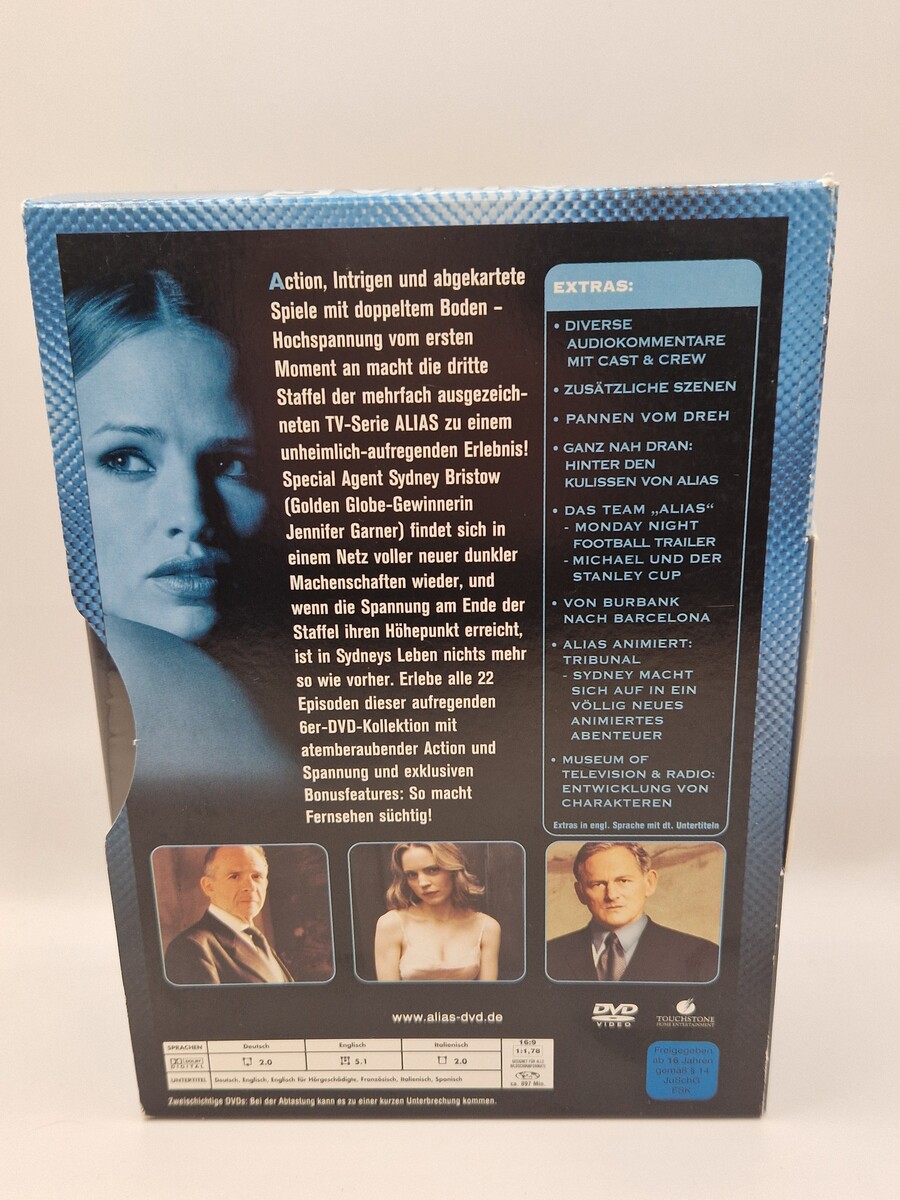 Action, Intrigen und abgekartete
Spiele mit doppeltem Boden –
Hochspannung vom ersten
Moment an macht die dritte
Staffel der mehrfach ausgezeich-
neten TV-Serie ALIAS zu einem
unheimlich-aufregenden Erlebnis!
Special Agent Sydney Bristow
(Golden Globe-Gewinnerin
Jennifer Garner) findet sich in
einem Netz voller neuer dunkler
Machenschaften wieder, und
wenn die Spannung am Ende der
Staffel ihren Höhepunkt erreicht,
ist in Sydneys Leben nichts mehr
so wie vorher. Erlebe alle 22
Episoden dieser aufregenden
6er-DVD-Kollektion mit
atemberaubender Action und
Spannung und exklusiven
Bonusfeatures: So macht
Fernsehen süchtig!
EXTRAS:
• DIVERSE
AUDIOKOMMENTARE
MIT CAST & CREW
• ZUSÄTZLICHE SZENEN
• PANNEN VOM DREH
• GANZ NAH DRAN:
HINTER DEN
KULISSEN VON ALIAS
• DAS TEAM „ALIAS“
- MONDAY NIGHT
FOOTBALL TRAILER
- MICHAEL UND DER
STANLEY CUP
• VON BURBANK
NACH BARCELONA
• ALIAS ANIMIERT:
TRIBUNAL
- SYDNEY MACHT
SICH AUF IN EIN
VÖLLIG NEUES
ANIMIERTES
ABENTEUER
• MUSEUM OF
TELEVISION & RADIO:
ENTWICKLUNG VON
CHARAKTEREN
Extras in engl. Sprache mit dt. Untertiteln
www.alias-dvd.de
DVD
VIDEO
TOUCHSTONE
HOME ENTERTAINMENT
SPRACHEN Deutsch Englisch Italienisch
DOLBY DIGITAL 2.0 5.1 2.0
UNTERTITEL Deutsch, Englisch, Englisch für Hörgeschädigte, Französisch, Italienisch, Spanisch
16:9
1:1,78
2
ca. 897 Min.
Zweischichtige DVDs: Bei der Abtastung kann es zu einer kurzen Unterbrechung kommen.
Freigegeben
ab 16 Jahren
gemäß § 14
JuSchG
FSK